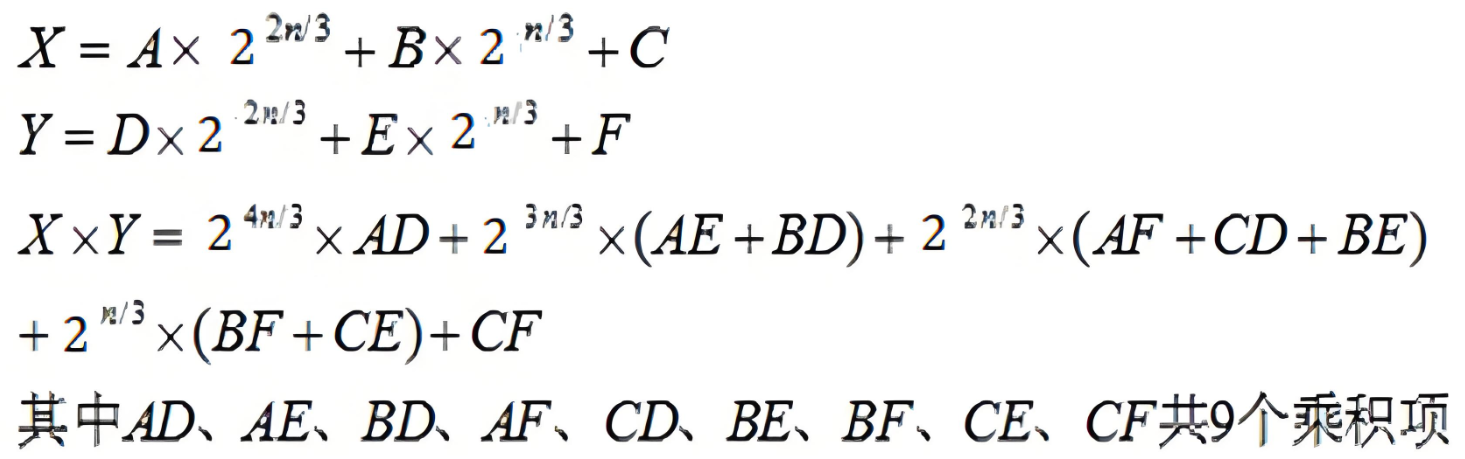 X = A× 2^{2n/3} + B× 2^{n/3} + C
Y = D× 2^{2n/3} + E× 2^{n/3} + F
X×Y = 2^{4n/3} × AD + 2^{3n/3} ×(AE + BD) + 2^{2n/3} ×(AF + CD + BE)
+ 2^{n/3} ×(BF + CE) + CF
其中AD、AE、BD、AF、CD、BE、BF、CE、CF共9个乘积项